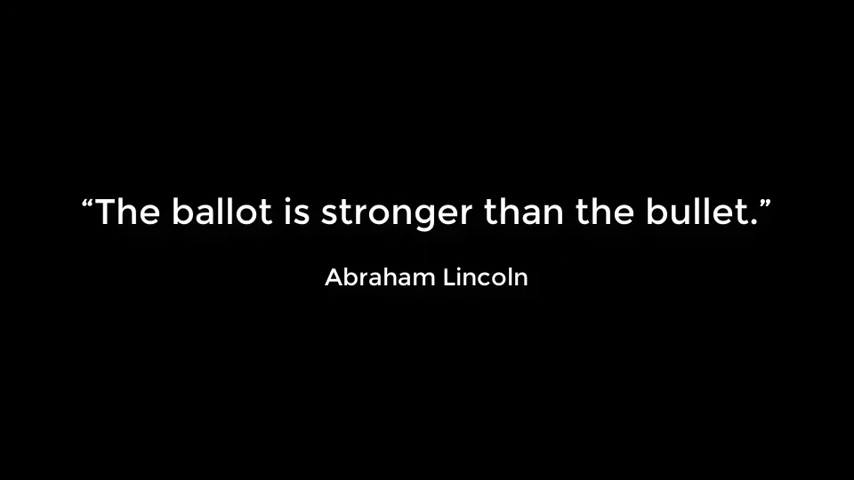 “The ballot is stronger than the bullet.”
Abraham Lincoln